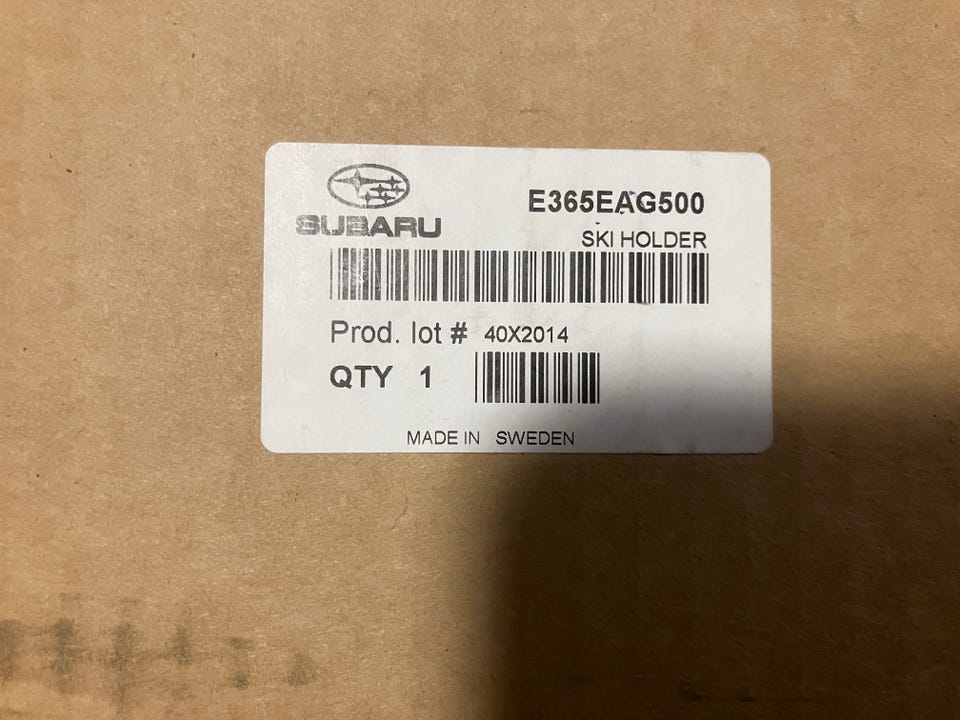 E365EAG500
SUBARU
SKI HOLDER
Prod. lot # 40X2014
QTY 1
MADE IN SWEDEN